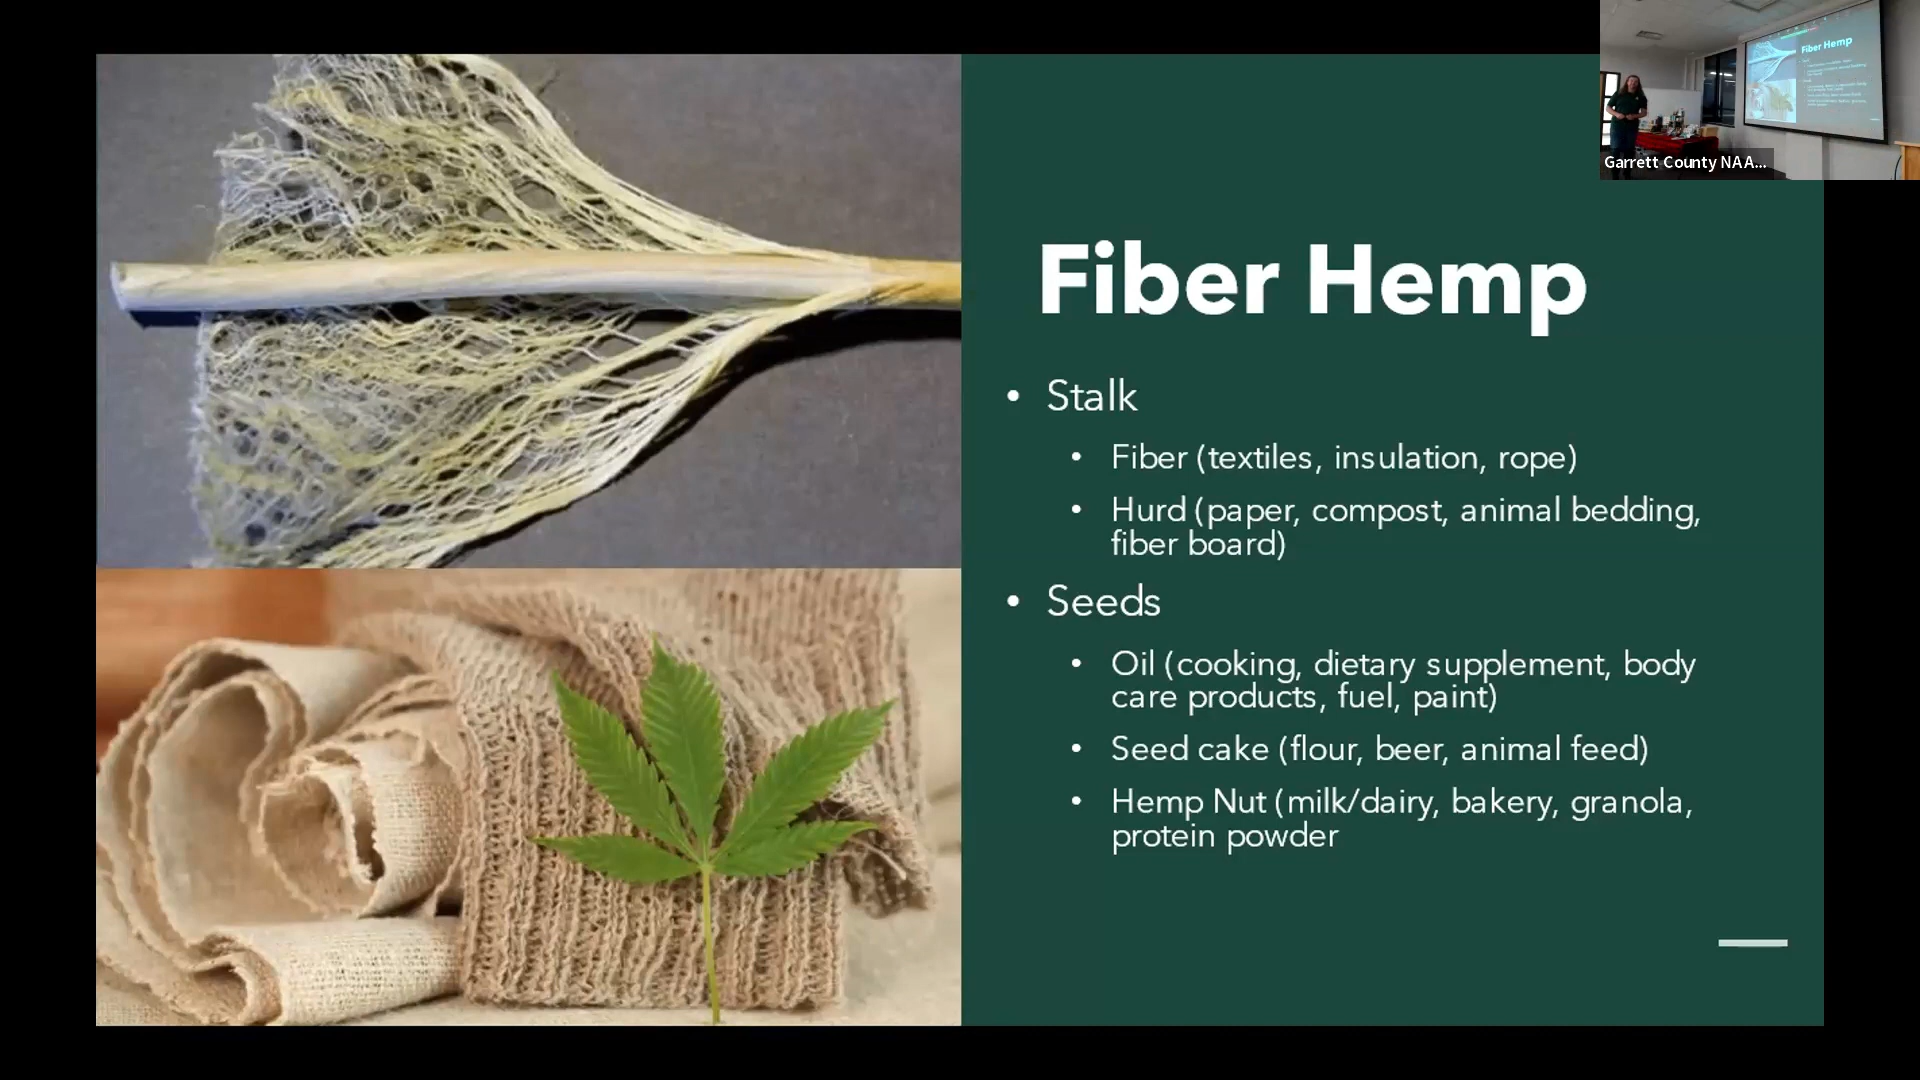 Fiber Hemp
Garrett County NAA...
Fiber Hemp
• Stalk
• Fiber (textiles, insulation, rope)
• Hurd (paper, compost, animal bedding,
fiber board)
• Seeds
• Oil (cooking, dietary supplement, body
care products, fuel, paint)
• Seed cake (flour, beer, animal feed)
• Hemp Nut (milk/dairy, bakery, granola,
protein powder